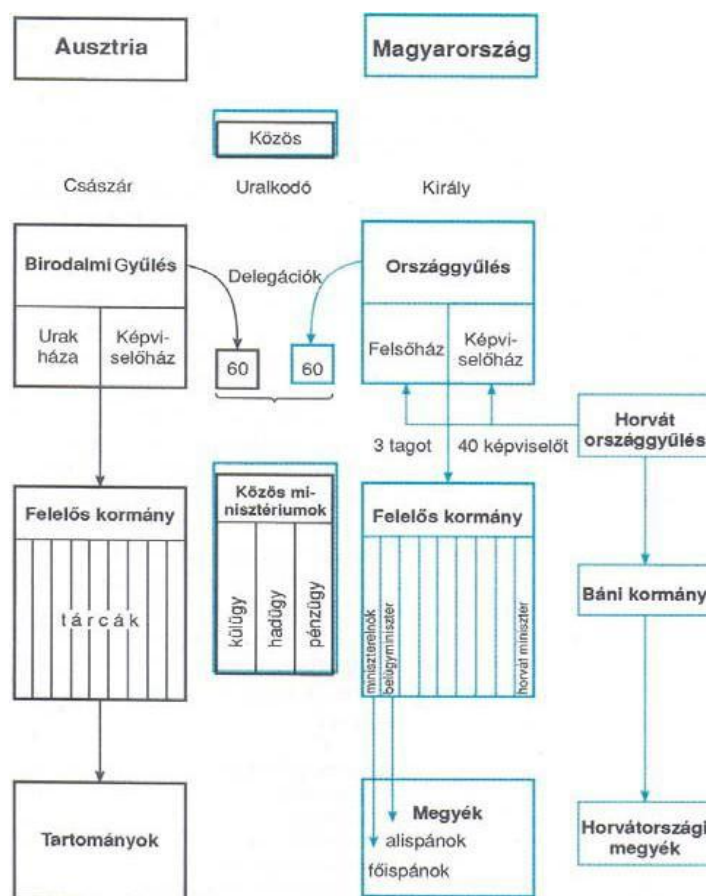 Ausztria
Magyarország
Közös
Császár
Uralkodó
Király
Birodalmi Gyűlés
Delegációk
Országgyűlés
Urak
háza
Képvi-
selőház
60
60
Felsőház
Képvi-
selőház
3 tagot
40 képviselőt
Horvát
országgyűlés
Felelős kormány
Közös mi-
nisztériumok
Felelős kormány
Báni kormány
tárcák
külügy
hadügy
pénzügy
miniszterelnök
belügyminiszter
horvát miniszter
Tartományok
Megyék
alispánok
főispánok
Horvátországi
megyék